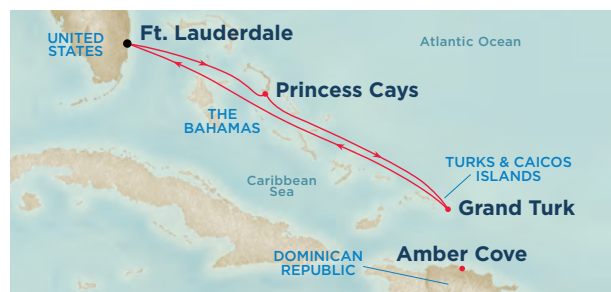 Ft. Lauderdale
UNITED
STATES
Atlantic Ocean
Princess Cays
THE
BAHAMAS
TURKS & CAICOS
ISLANDS
Caribbean
Sea
Grand Turk
Amber Cove
DOMINICAN
REPUBLIC